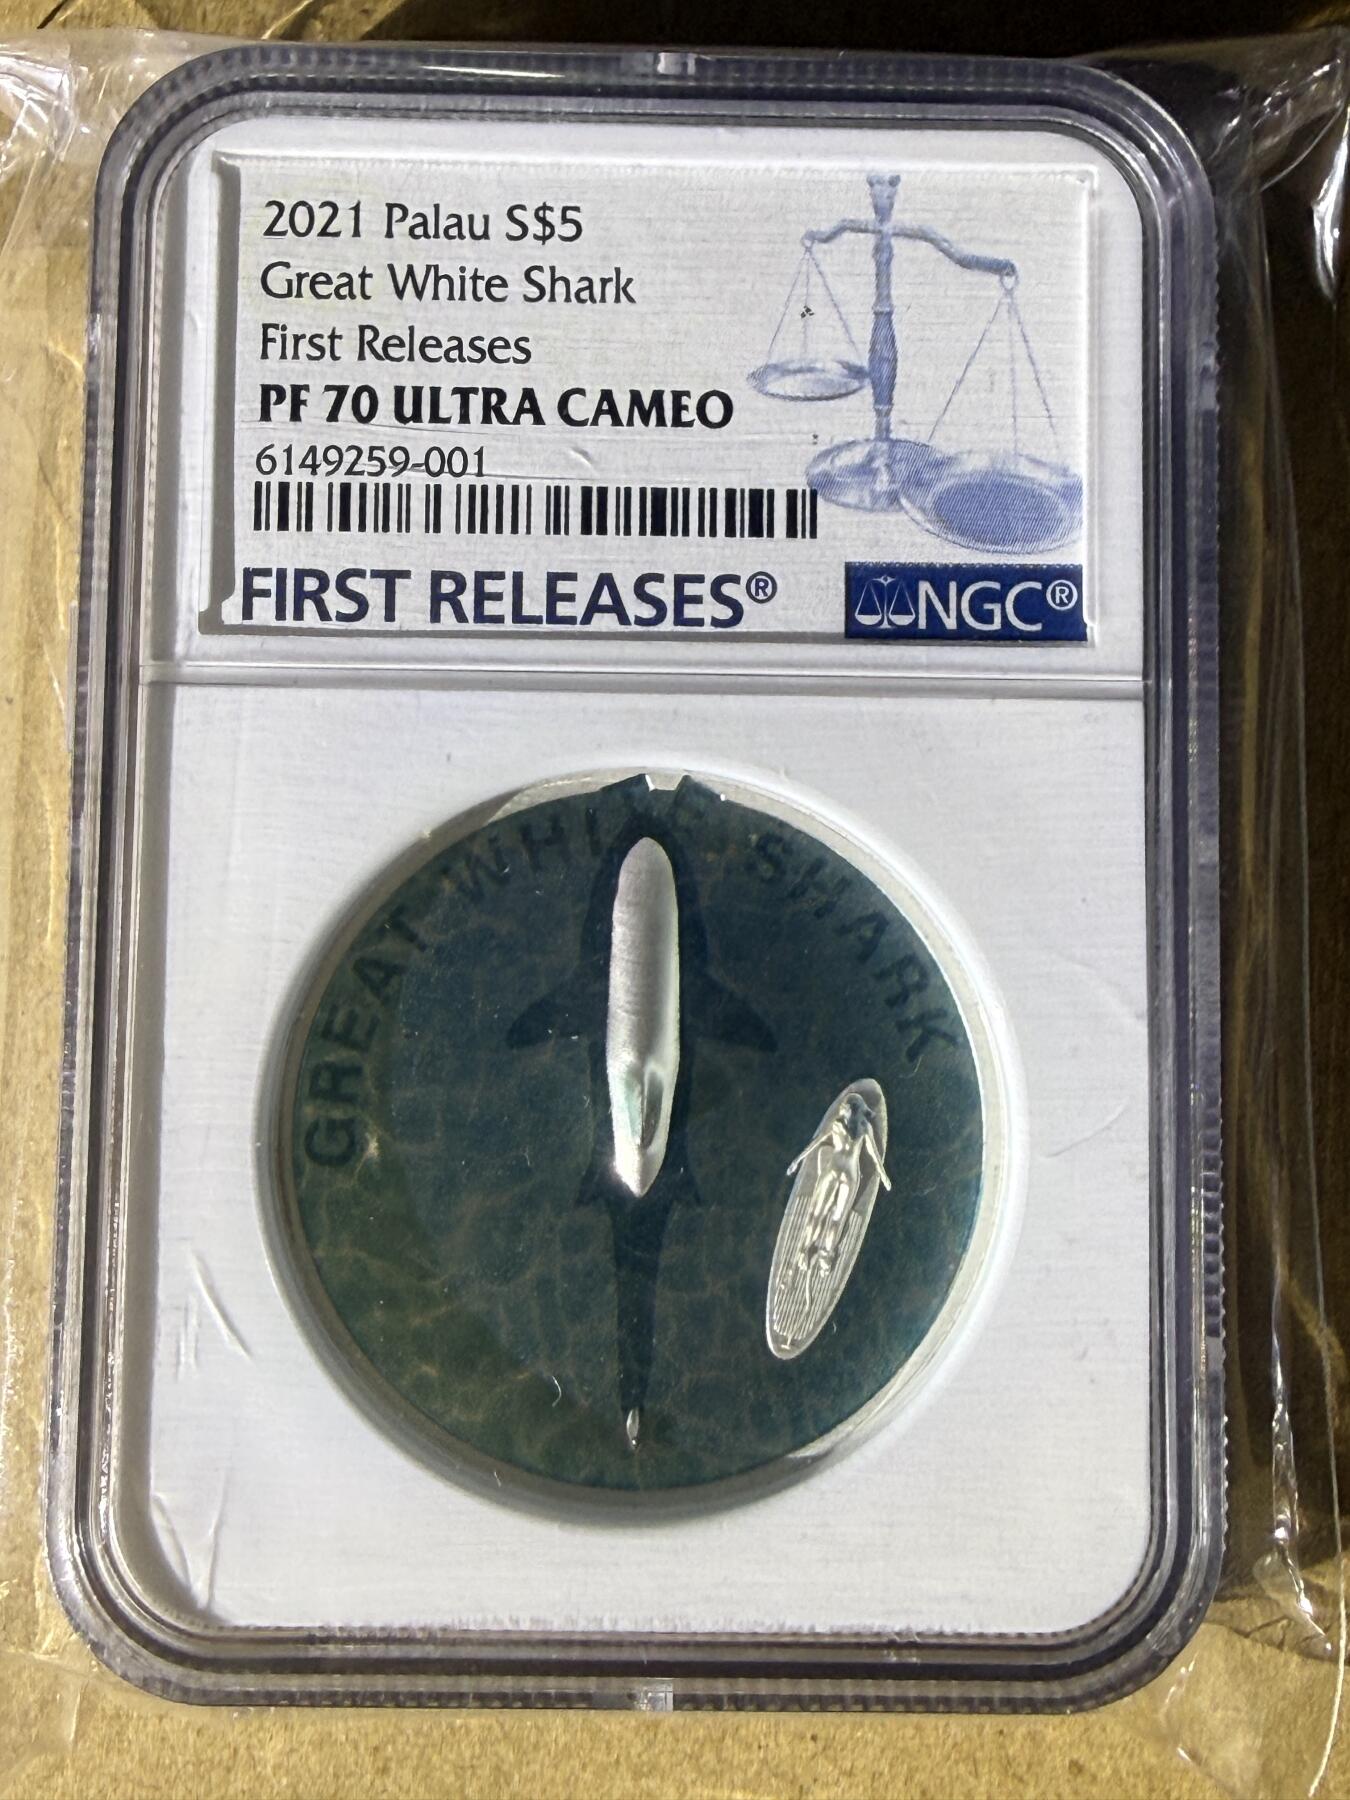 2021 Palau S$5
Great White Shark
First Releases
PF 70 ULTRA CAMEO
6149259-001
FIRST RELEASES®
NGC®
GREAT WHITE SHARK